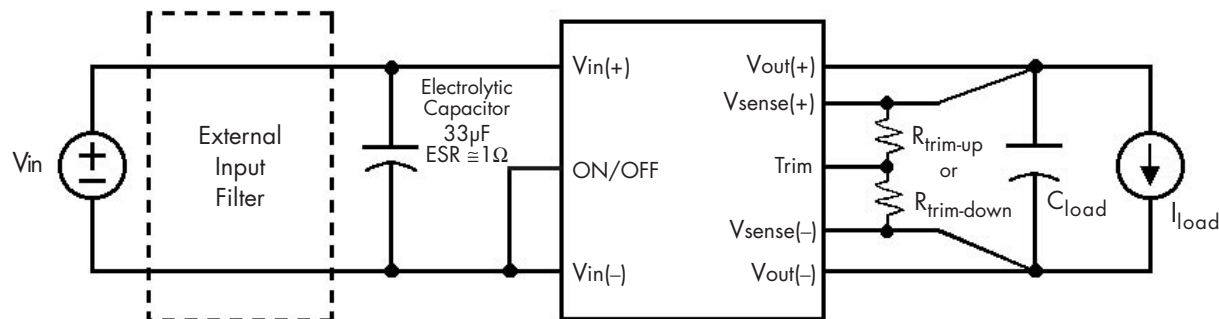 Vin
External
Input
Filter
Electrolytic
Capacitor
33µF
ESR ≅1Ω
Vin(+)
ON/OFF
Vin(–)
Vout(+)
Vsense(+)
Trim
Vsense(–)
Vout(–)
Rtrim-up
or
Rtrim-down
Cload
Iload